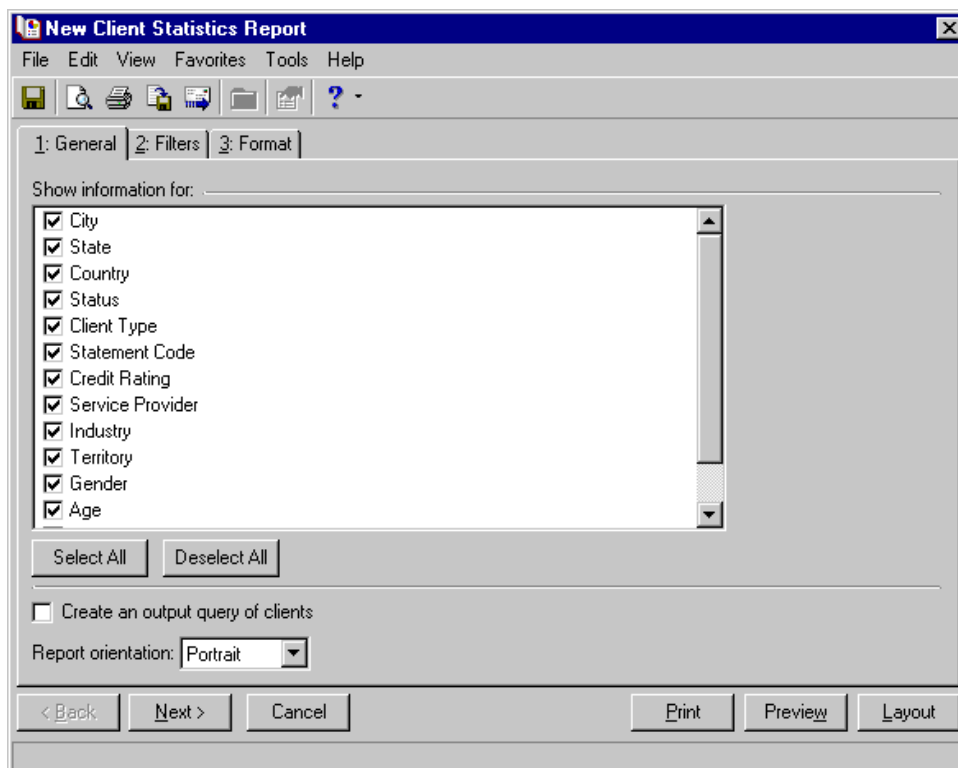 New Client Statistics Report
File Edit View Favorites Tools Help
?
1: General 2: Filters 3: Format
Show information for:
City
State
Country
Status
Client Type
Statement Code
Credit Rating
Service Provider
Industry
Territory
Gender
Age
Select All Deselect All
Create an output query of clients
Report orientation: Portrait
< Back Next > Cancel Print Preview Layout